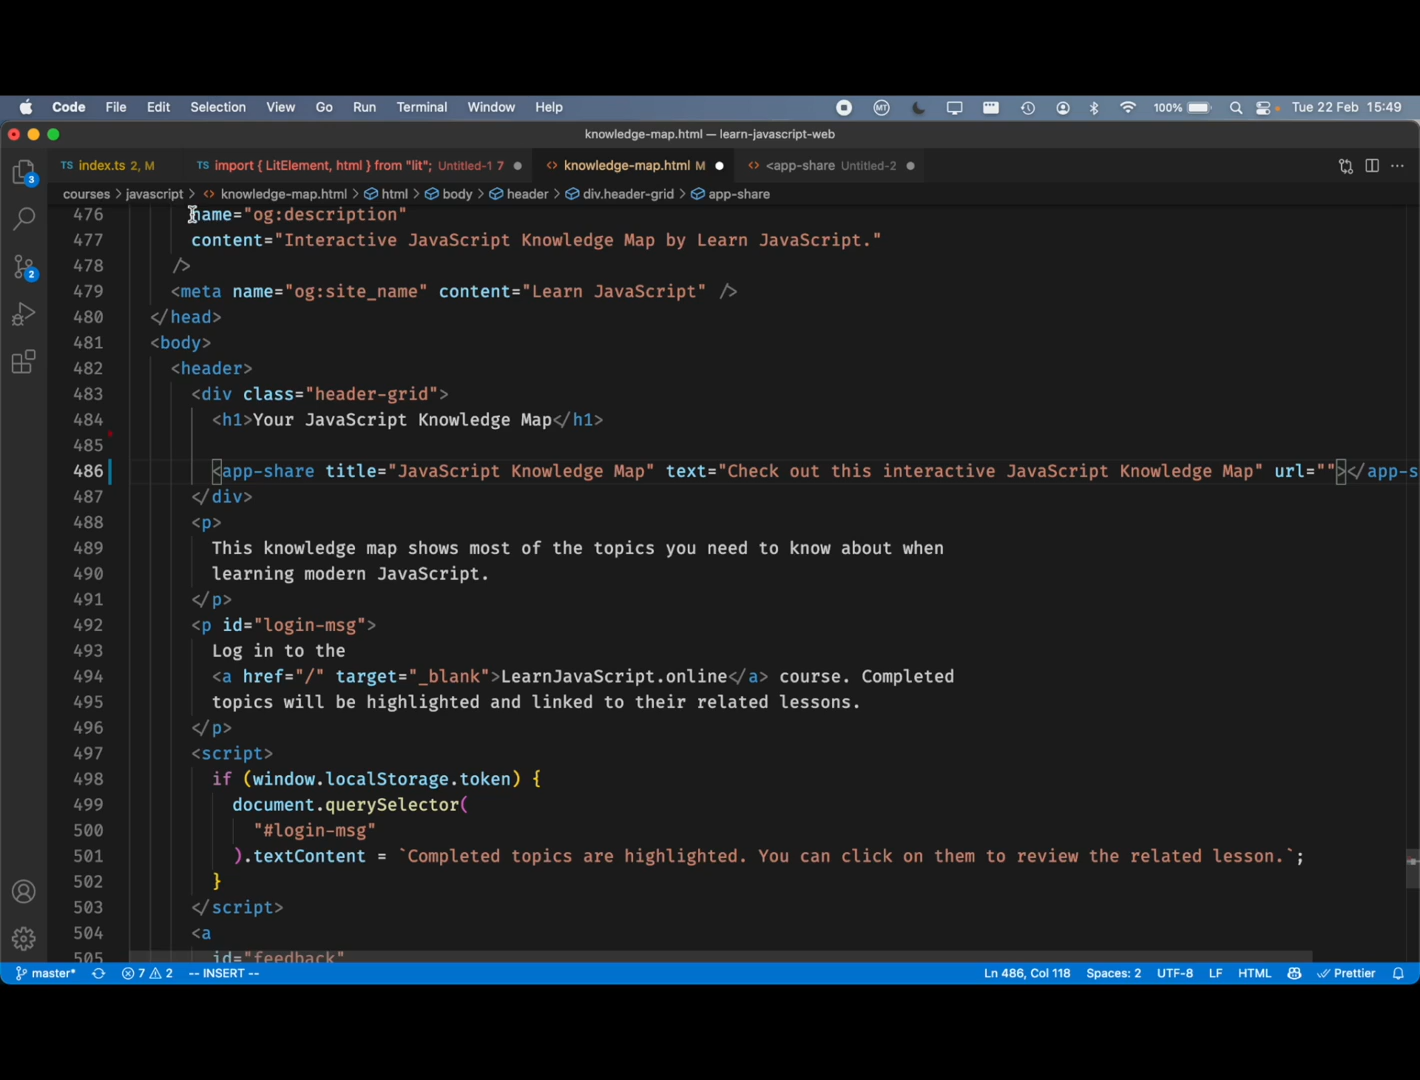 Code File Edit Selection View Go Run Terminal Window Help 100% Tue 22 Feb 15:49
knowledge-map.html — learn-javascript-web
TS index.ts 2, M TS import { LitElement, html } from "lit"; Untitled-1 7 <> knowledge-map.html M <> <app-share Untitled-2
courses > javascript > <> knowledge-map.html > html > body > header > div.header-grid > app-share
476 name="og:description"
477 content="Interactive JavaScript Knowledge Map by Learn JavaScript."
478 />
479 <meta name="og:site_name" content="Learn JavaScript" />
480 </head>
481 <body>
482 <header>
483 <div class="header-grid">
484 <h1>Your JavaScript Knowledge Map</h1>
485
486 <app-share title="JavaScript Knowledge Map" text="Check out this interactive JavaScript Knowledge Map" url=""></app-s
487 </div>
488 <p>
489 This knowledge map shows most of the topics you need to know about when
490 learning modern JavaScript.
491 </p>
492 <p id="login-msg">
493 Log in to the
494 <a href="/" target="_blank">LearnJavaScript.online</a> course. Completed
495 topics will be highlighted and linked to their related lessons.
496 </p>
497 <script>
498 if (window.localStorage.token) {
499 document.querySelector(
500 "#login-msg"
501 ).textContent = `Completed topics are highlighted. You can click on them to review the related lesson.`;
502 }
503 </script>
504 <a
505 id="feedback"
3
2
master* 7 2 -- INSERT -- Ln 486, Col 118 Spaces: 2 UTF-8 LF HTML Prettier